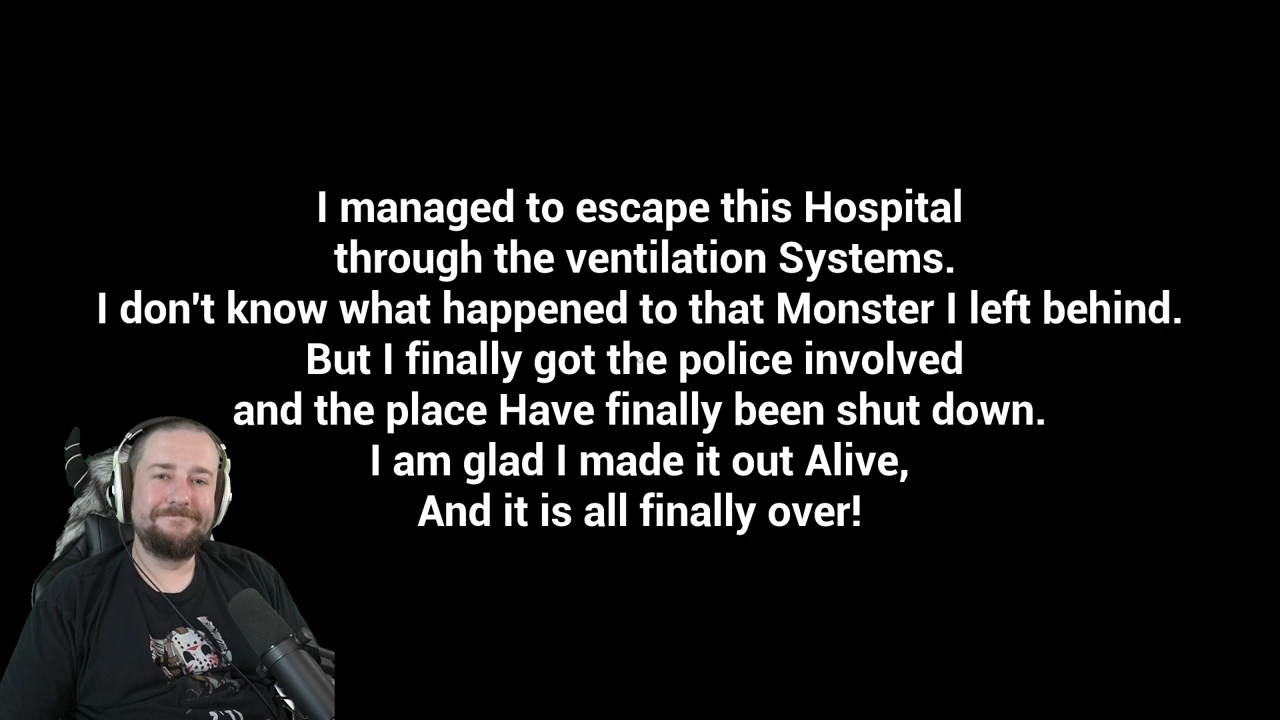 I managed to escape this Hospital
through the ventilation Systems.
I don't know what happened to that Monster I left behind.
But I finally got the police involved
and the place Have finally been shut down.
I am glad I made it out Alive,
And it is all finally over!